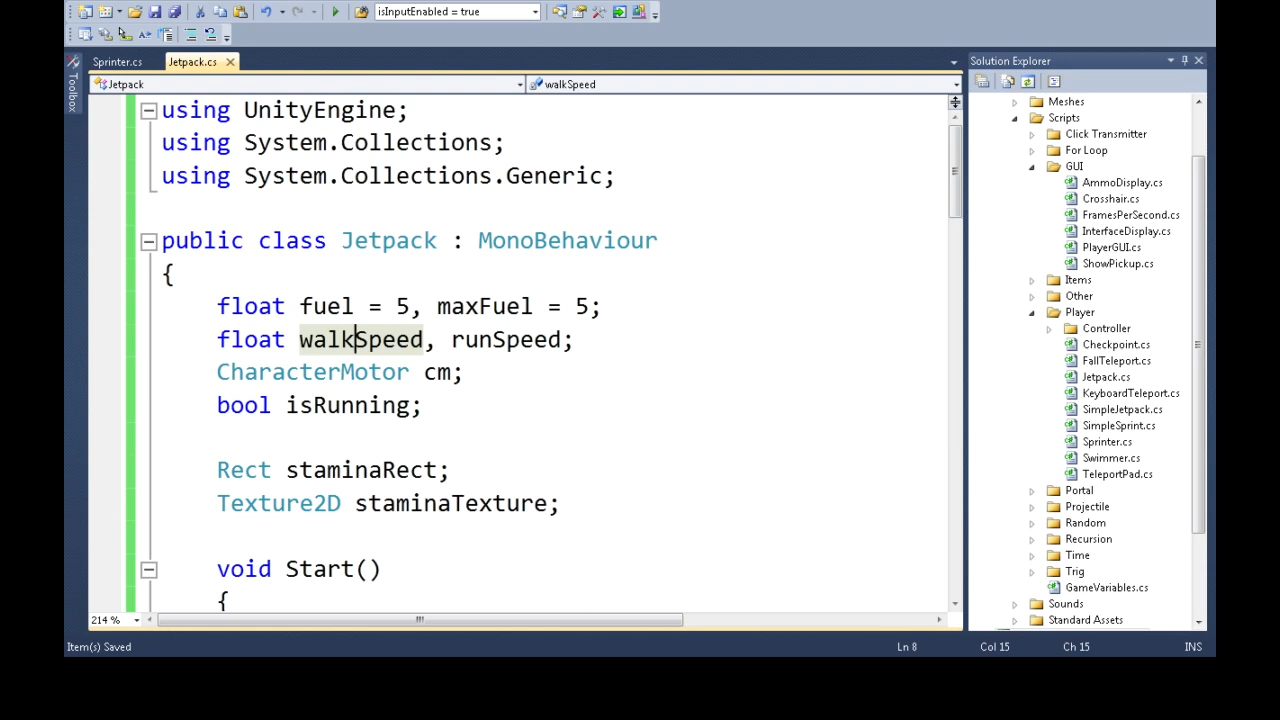 isInputEnabled = true
Sprinter.cs
Jetpack.cs
Solution Explorer
Toolbox
Jetpack
walkSpeed
using UnityEngine;
using System.Collections;
using System.Collections.Generic;
public class Jetpack : MonoBehaviour
{
float fuel = 5, maxFuel = 5;
float walkSpeed, runSpeed;
CharacterMotor cm;
bool isRunning;
Rect staminaRect;
Texture2D staminaTexture;
void Start()
{
Meshes
Scripts
Click Transmitter
For Loop
GUI
AmmoDisplay.cs
Crosshair.cs
FramesPerSecond.cs
InterfaceDisplay.cs
PlayerGUI.cs
ShowPickup.cs
Items
Other
Player
Controller
Checkpoint.cs
FallTeleport.cs
Jetpack.cs
KeyboardTeleport.cs
SimpleJetpack.cs
SimpleSprint.cs
Sprinter.cs
Swimmer.cs
TeleportPad.cs
Portal
Projectile
Random
Recursion
Time
Trig
GameVariables.cs
Sounds
Standard Assets
214 %
Item(s) Saved
Ln 8
Col 15
Ch 15
INS